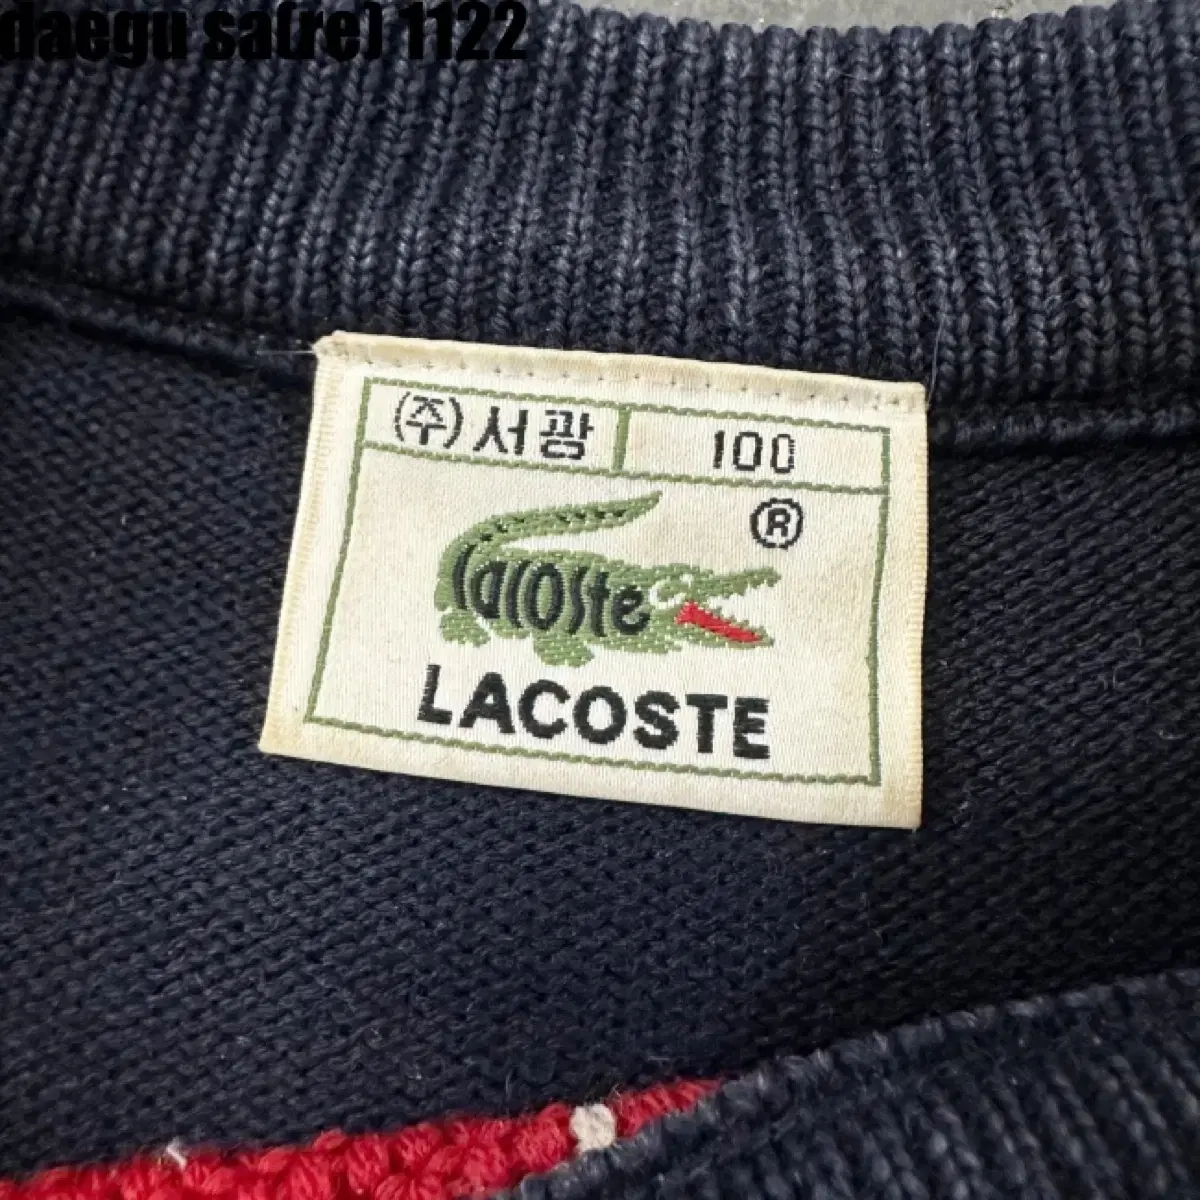 daegu sa(re) 1122
(주)서광 100
®
lacoste
LACOSTE